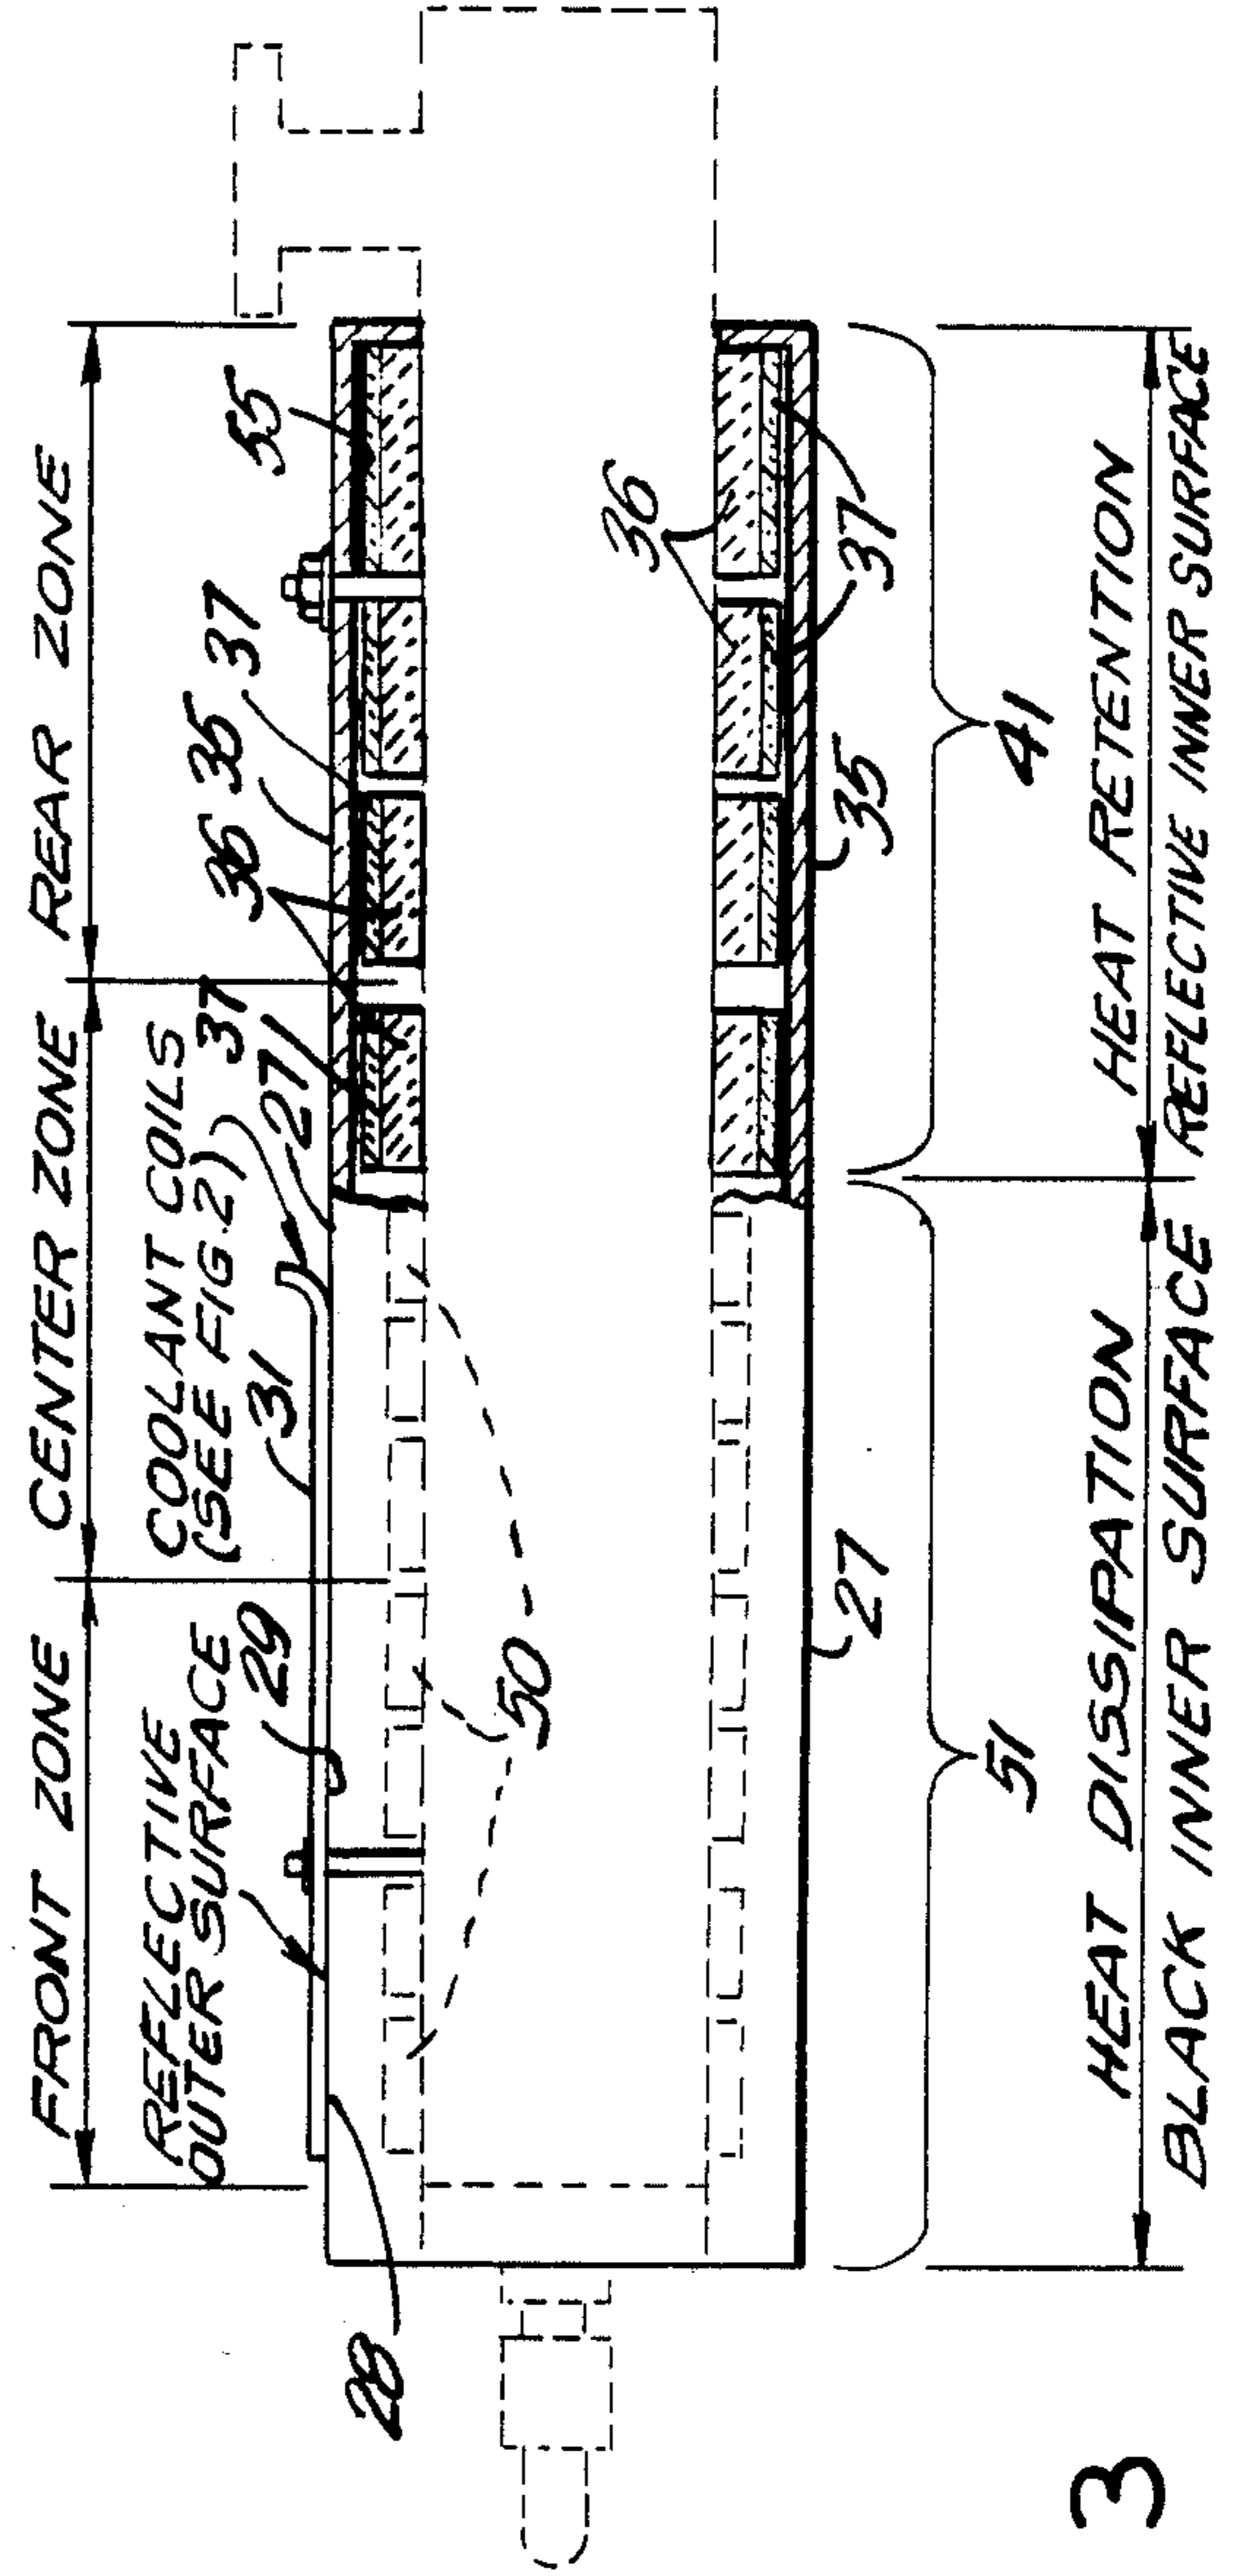 FRONT ZONE
CENTER ZONE
REAR ZONE
REFLECTIVE
OUTER SURFACE
COOLANT COILS
(SEE FIG. 2)
28
29
31
27
37
36
35
37
55
50
36
37
27
35
51
41
HEAT DISSIPATION
HEAT RETENTION
BLACK INNER SURFACE
REFLECTIVE INNER SURFACE
3